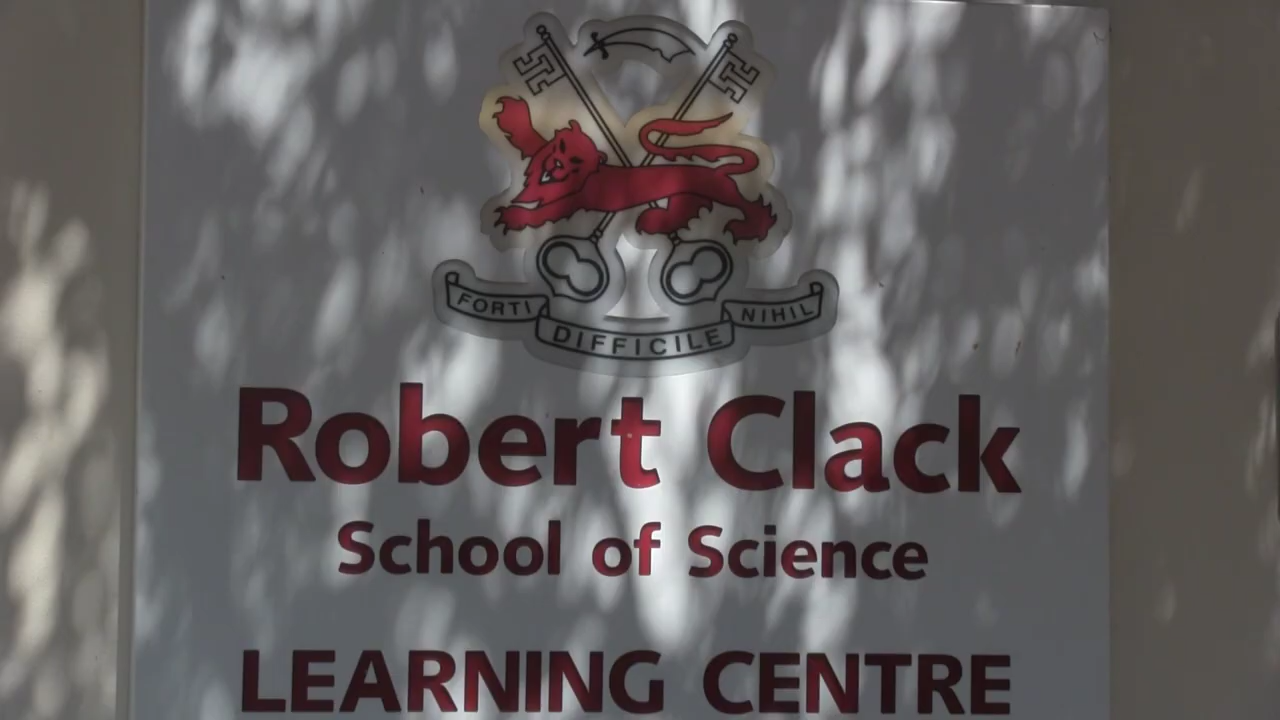 FORTI DIFFICILE NIHIL
Robert Clack
School of Science
LEARNING CENTRE